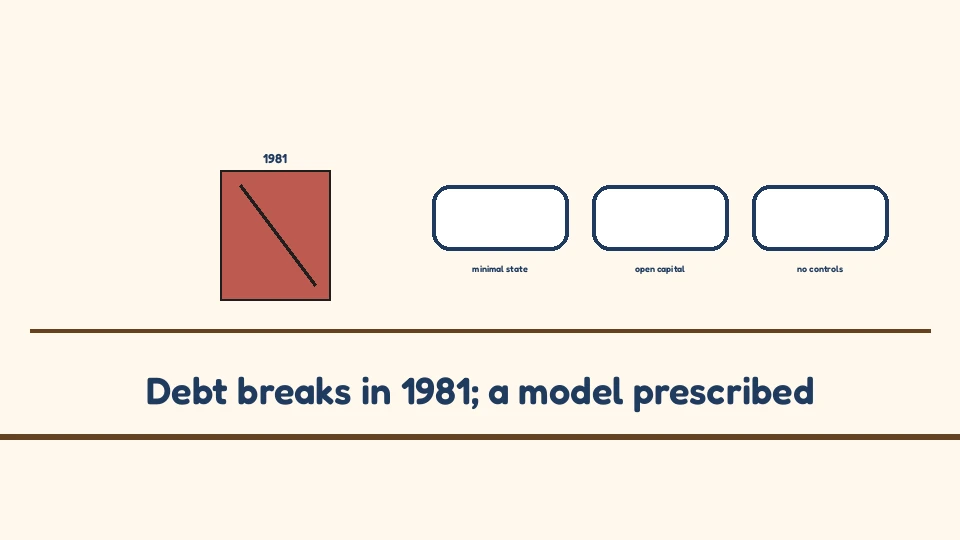 1981
minimal state
open capital
no controls
Debt breaks in 1981; a model prescribed